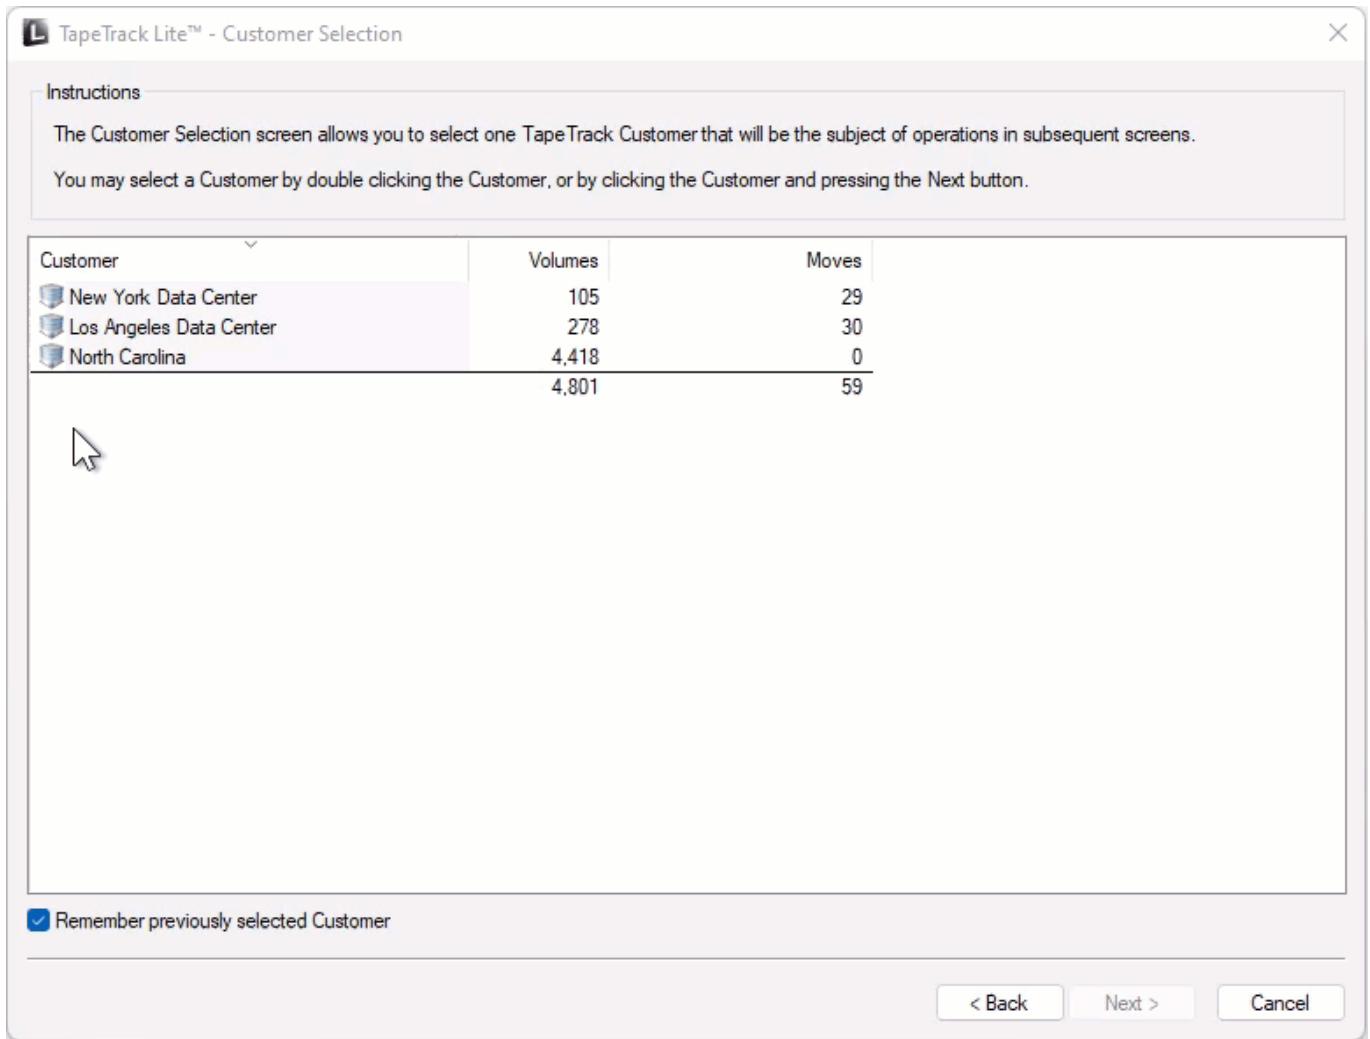 L TapeTrack Lite™ - Customer Selection
Instructions
The Customer Selection screen allows you to select one TapeTrack Customer that will be the subject of operations in subsequent screens.
You may select a Customer by double clicking the Customer, or by clicking the Customer and pressing the Next button.
Customer Volumes Moves
New York Data Center 105 29
Los Angeles Data Center 278 30
North Carolina 4,418 0
4,801 59
Remember previously selected Customer
< Back Next > Cancel